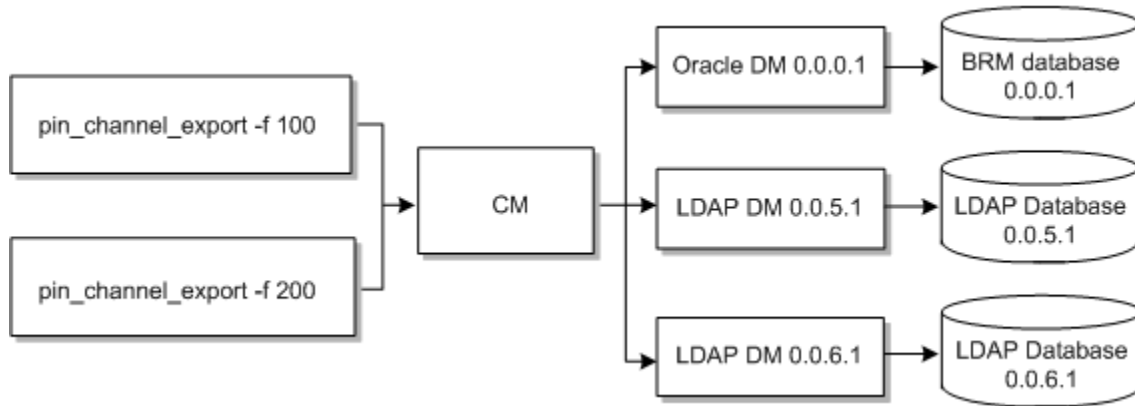 pin_channel_export -f 100
pin_channel_export -f 200
CM
Oracle DM 0.0.0.1
BRM database
0.0.0.1
LDAP DM 0.0.5.1
LDAP Database
0.0.5.1
LDAP DM 0.0.6.1
LDAP Database
0.0.6.1